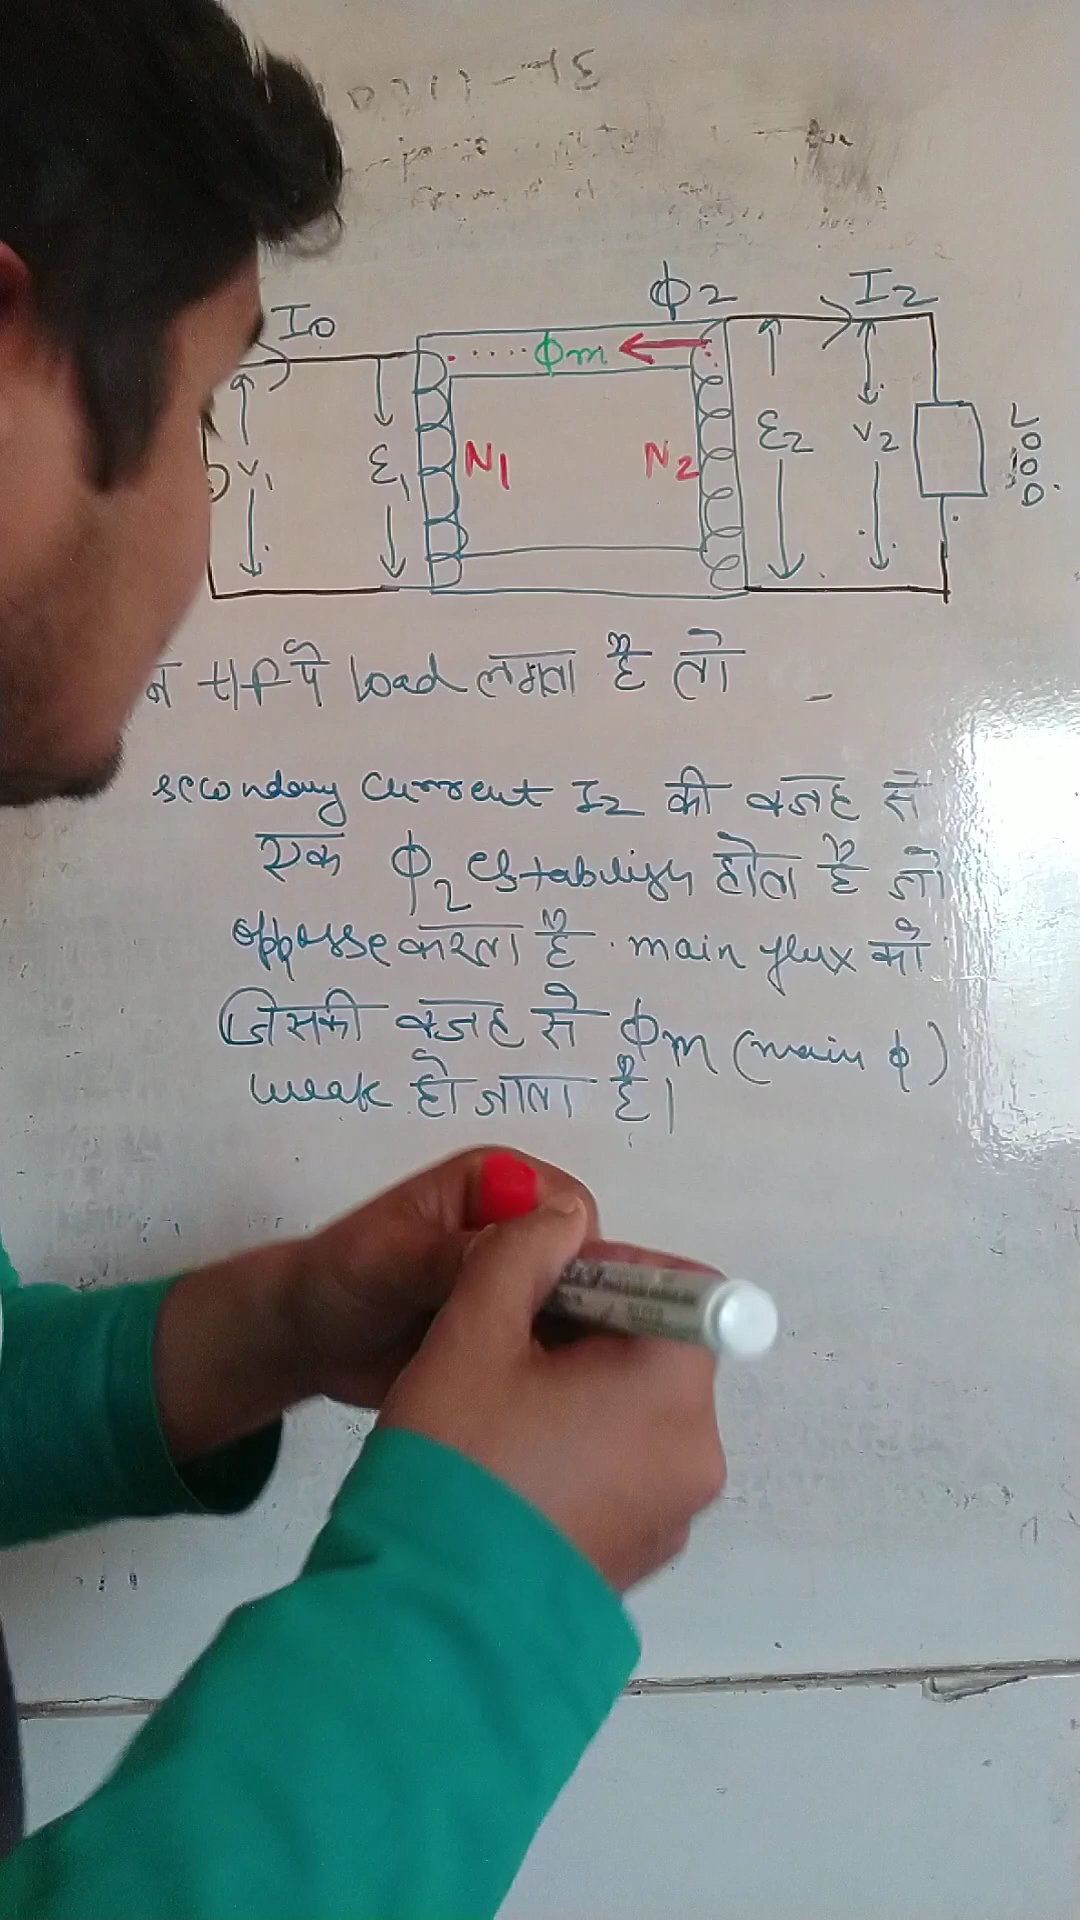 Φ2 I2
I0 Φm
V1 E1 N1 N2 E2 V2 LOAD
t/f पे load लगता है तो
secondary current I2 की वजह से
एक Φ2 establish होता है जो
oppose करता है main flux को
जिसकी वजह से Φm (main Φ)
weak हो जाता है।